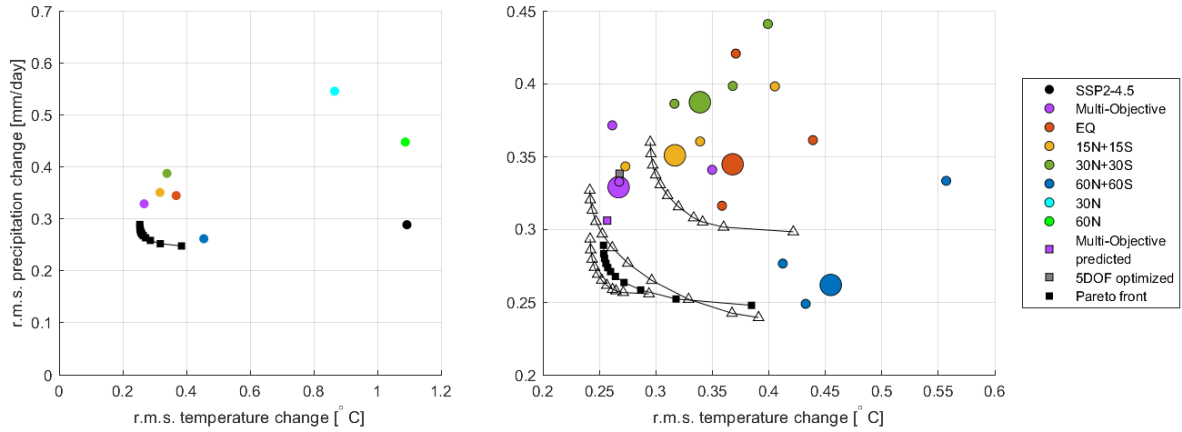 0.7
0.6
0.5
0.4
0.3
0.2
0.1
0
0
0.2
0.4
0.6
0.8
1
1.2
r.m.s. precipitation change [mm/day]
r.m.s. temperature change [° C]
0.45
0.4
0.35
0.3
0.25
0.2
0.2
0.25
0.3
0.35
0.4
0.45
0.5
0.55
0.6
r.m.s. temperature change [° C]
SSP2-4.5
Multi-Objective
EQ
15N+15S
30N+30S
60N+60S
30N
60N
Multi-Objective
predicted
5DOF optimized
Pareto front